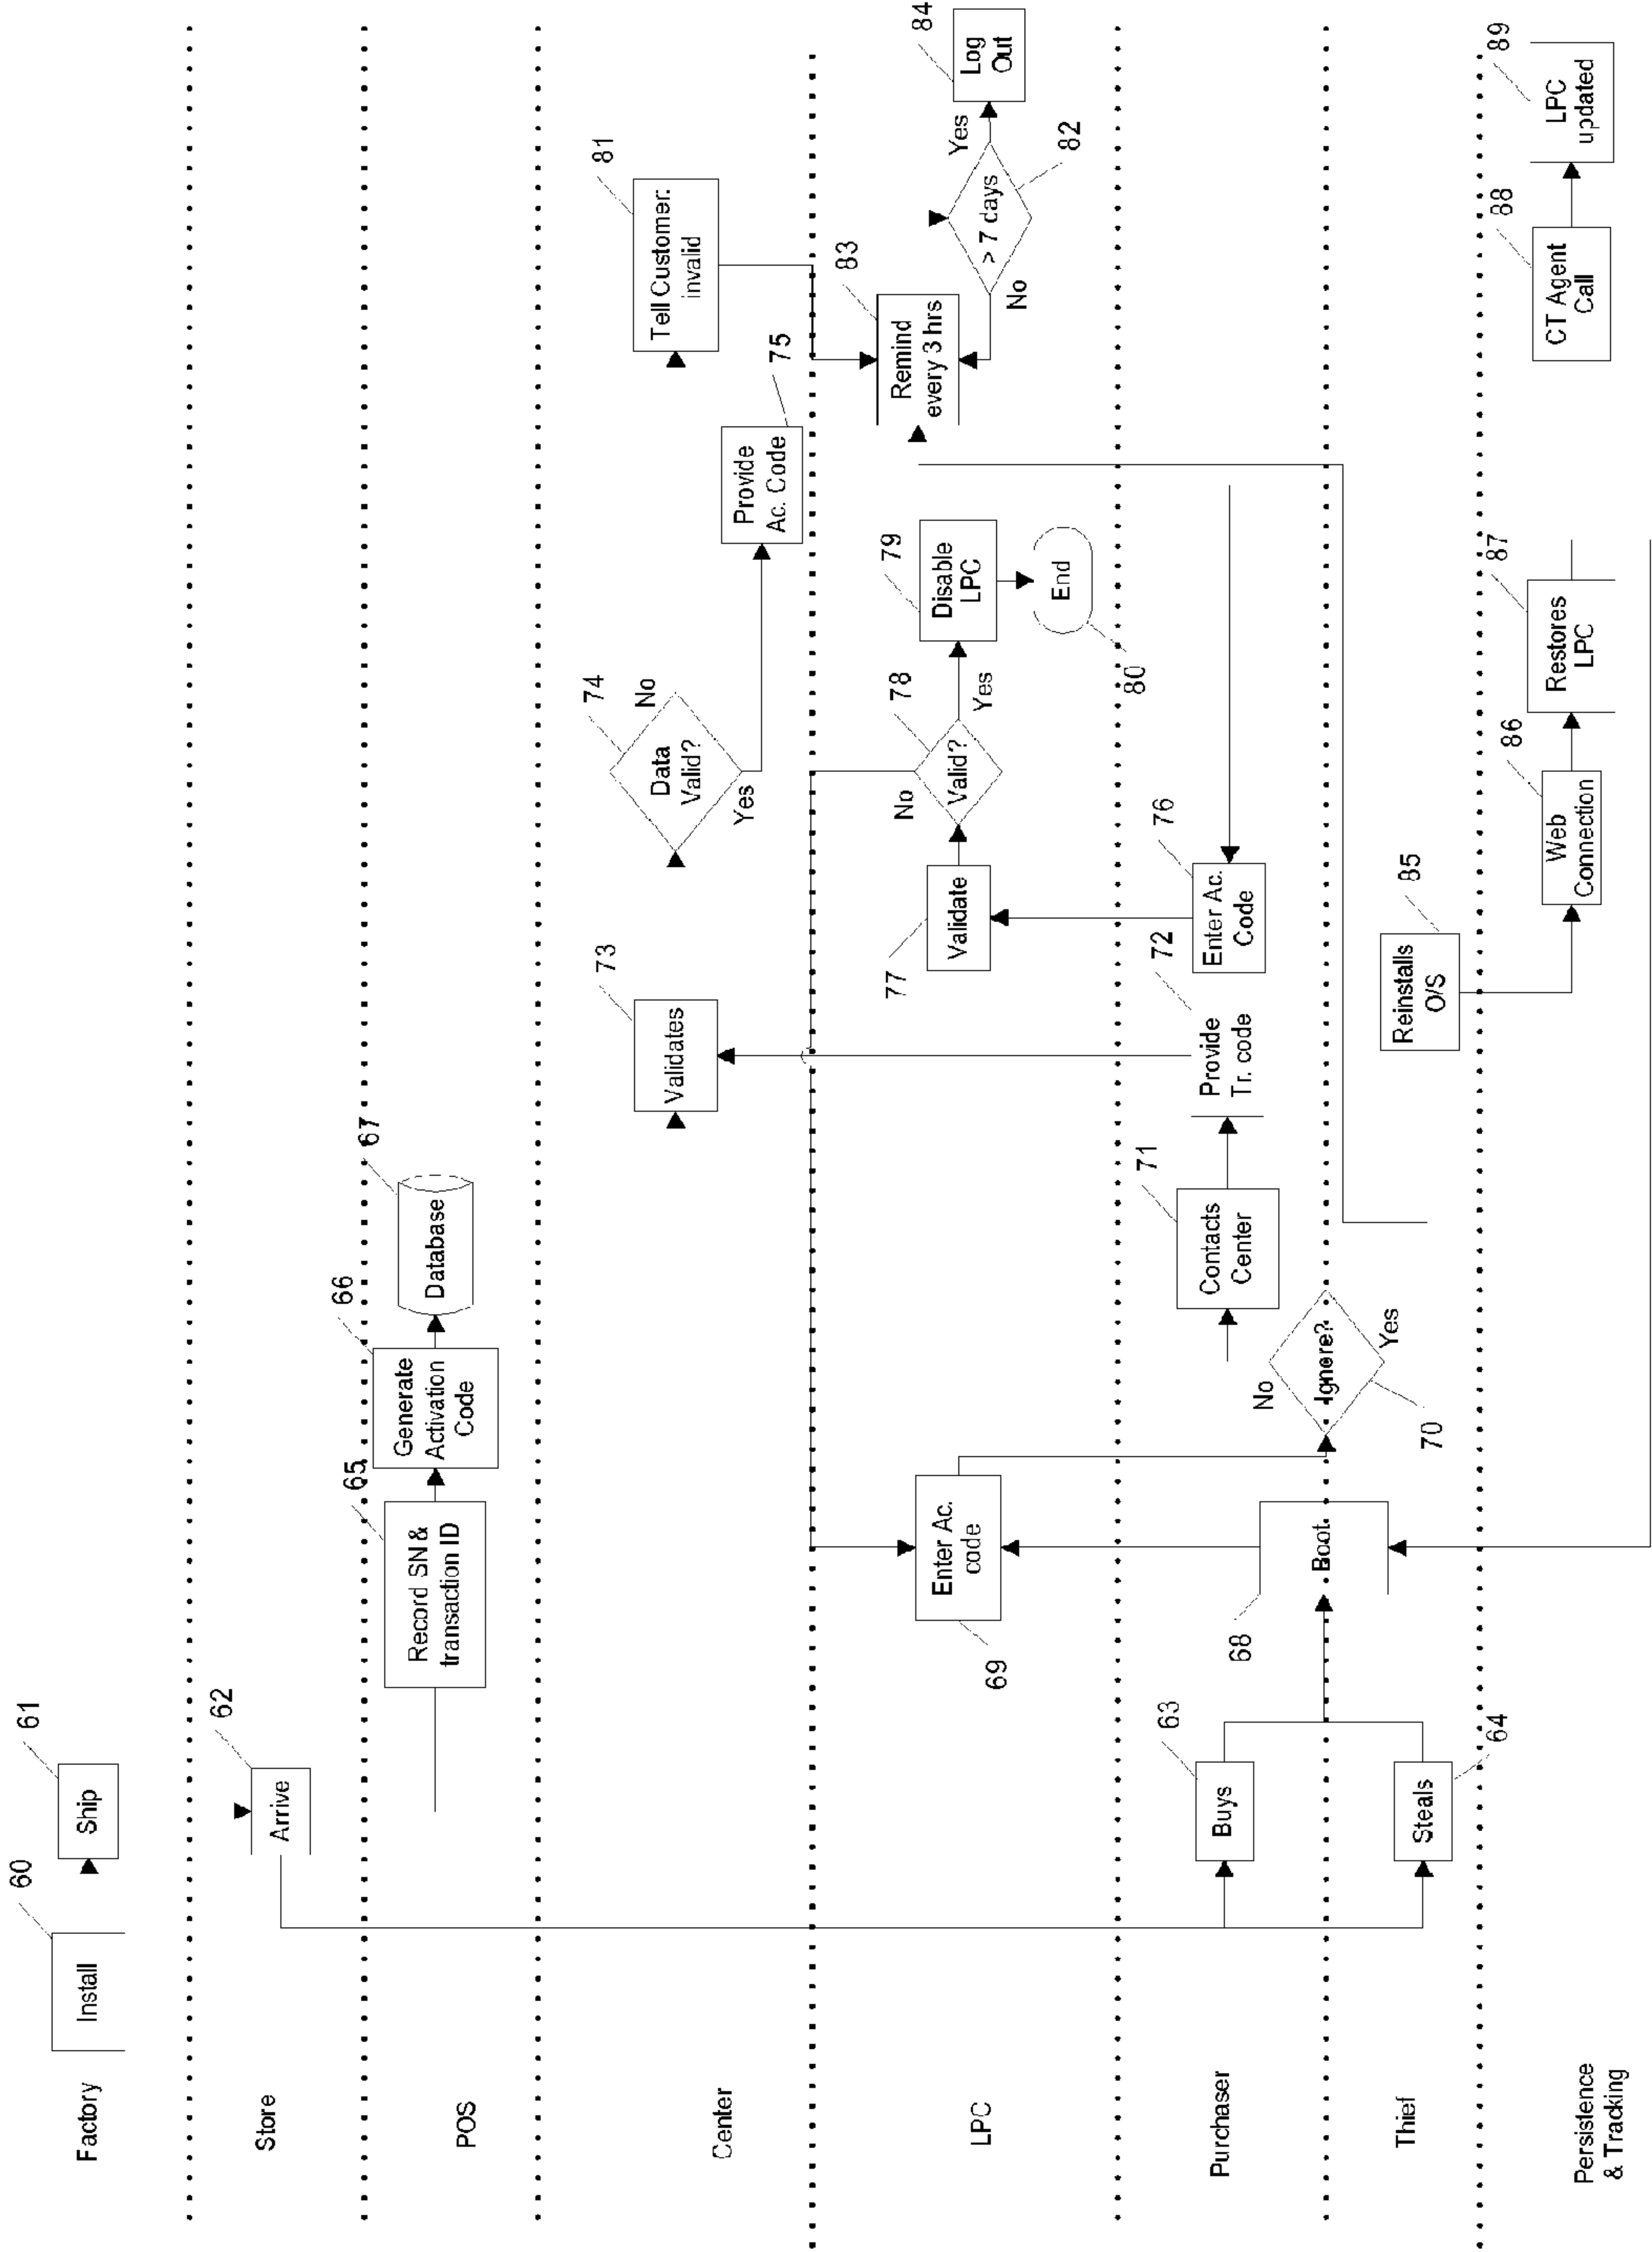 Factory
60
Install
61
Ship
Store
62
Arrive
POS
65
Record SN &
transaction ID
66
Generate
Activation
Code
67
Database
Center
73
Validates
74
Data
Valid?
No
Yes
75
Provide
Ac. Code
81
Tell Customer:
invalid
LPC
69
Enter Ac.
code
77
Validate
78
Valid?
No
Yes
79
Disable
LPC
80
End
83
Remind
every 3 hrs
82
> 7 days
No
Yes
84
Log
Out
Purchaser
63
Buys
68
Boot
70
Ignore?
No
Yes
71
Contacts
Center
72
Provide
Tr. code
76
Enter Ac.
Code
Thief
64
Steals
85
Reinstalls
O/S
Persistence
& Tracking
86
Web
Connection
87
Restores
LPC
88
CT Agent
Call
89
LPC
updated